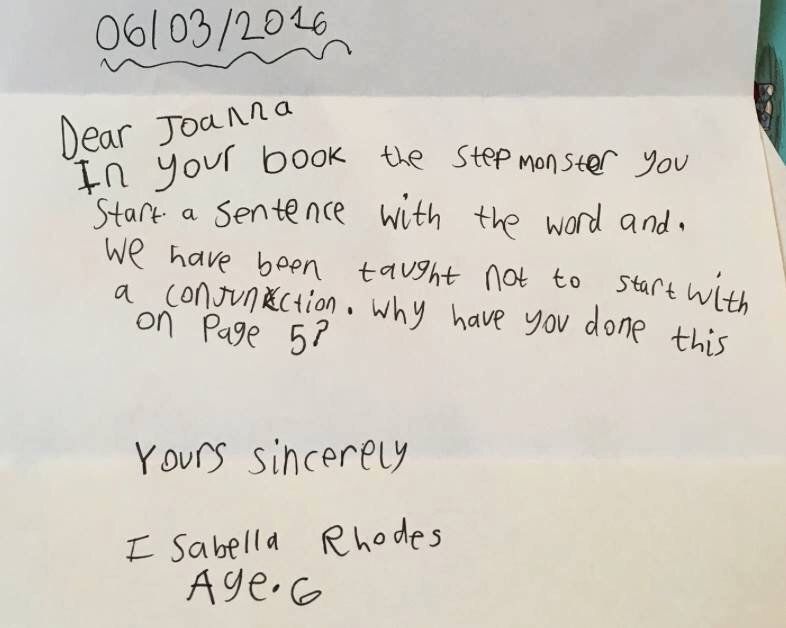 06/03/2016
Dear Joanna
In your book the Stepmonster you
Start a Sentence with the word and.
We have been taught not to start with
a conjunction. Why have you done this
on Page 5?
Yours sincerely
ISabella Rhodes
Age. 6